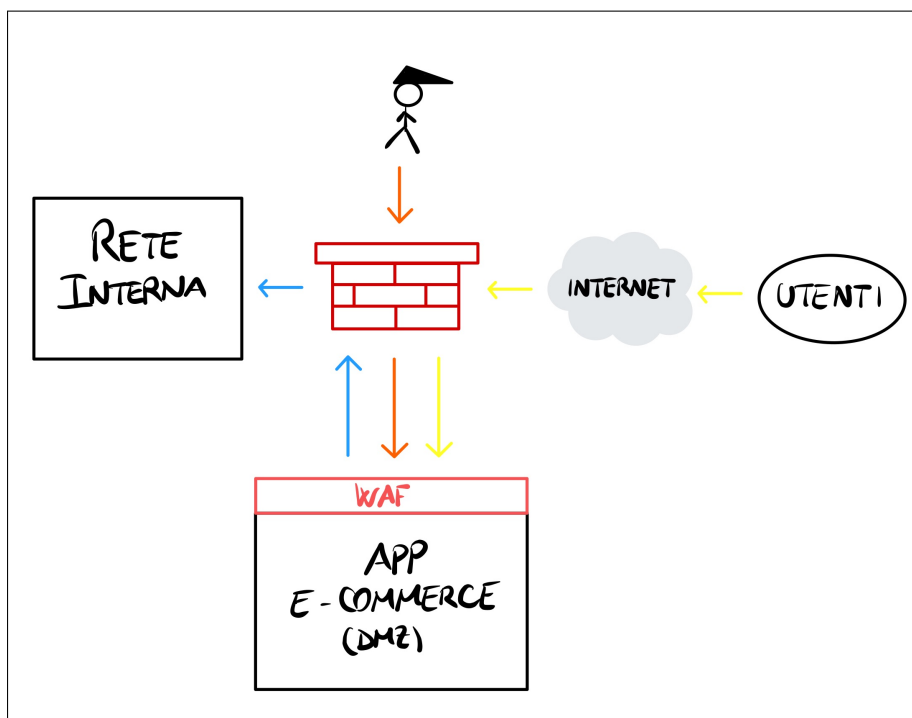 RETE
INTERNA
INTERNET
UTENTI
WAF
APP
E-COMMERCE
(DMZ)